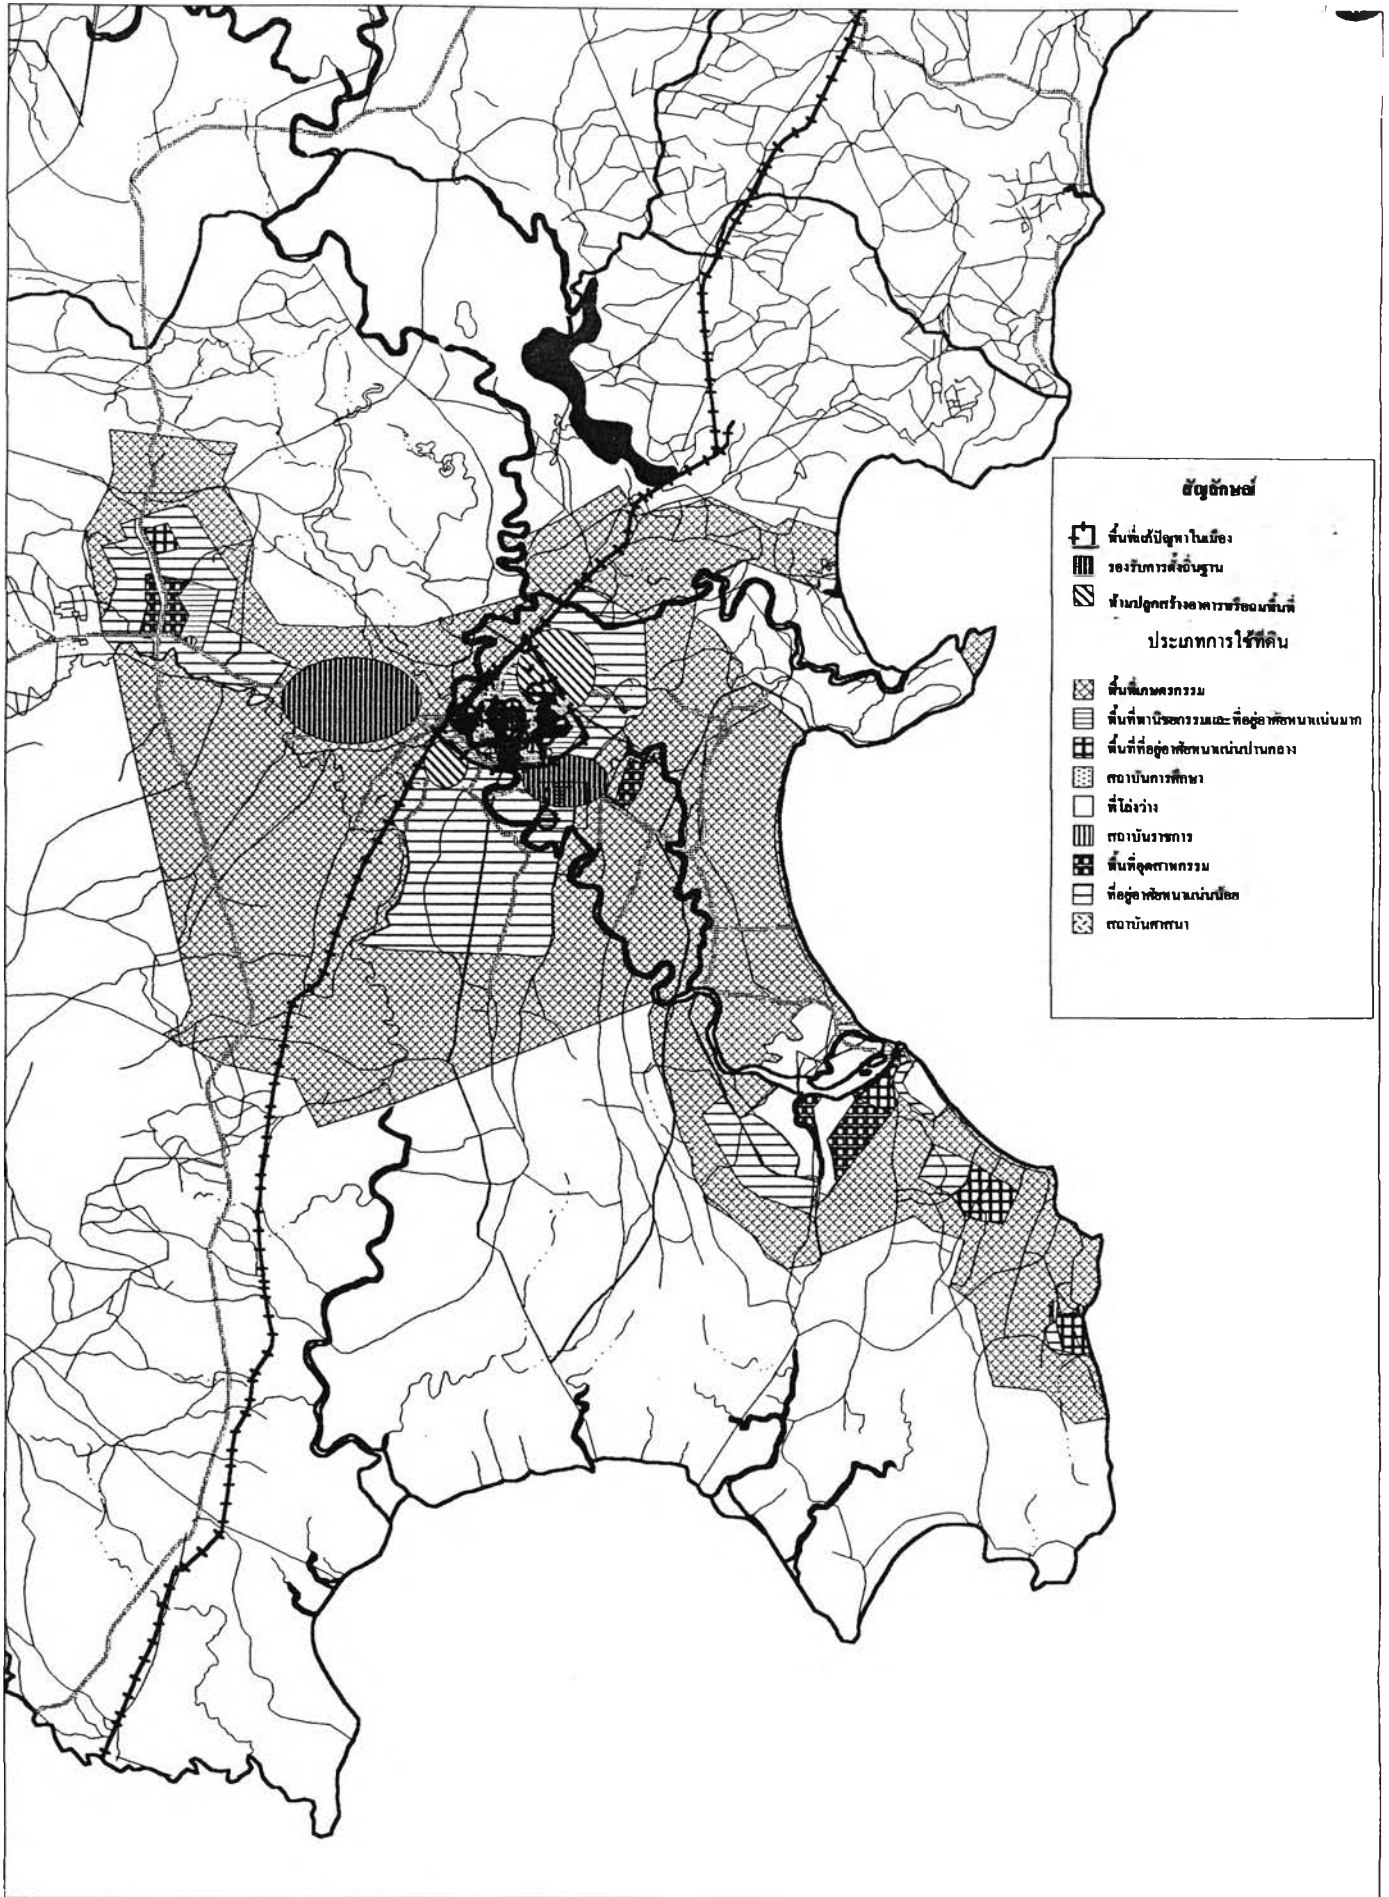 สัญลักษณ์
พื้นที่แก้ปัญหาในเมือง
รองรับการตั้งถิ่นฐาน
ห้ามปลูกสร้างอาคารหรือถมพื้นที่
ประเภทการใช้ที่ดิน
พื้นที่เกษตรกรรม
พื้นที่พานิชยกรรมและที่อยู่อาศัยหนาแน่นมาก
พื้นที่ที่อยู่อาศัยหนาแน่นปานกลาง
สถาบันการศึกษา
ที่โล่งว่าง
สถาบันราชการ
พื้นที่อุตสาหกรรม
ที่อยู่อาศัยหนาแน่นน้อย
สถาบันศาสนา